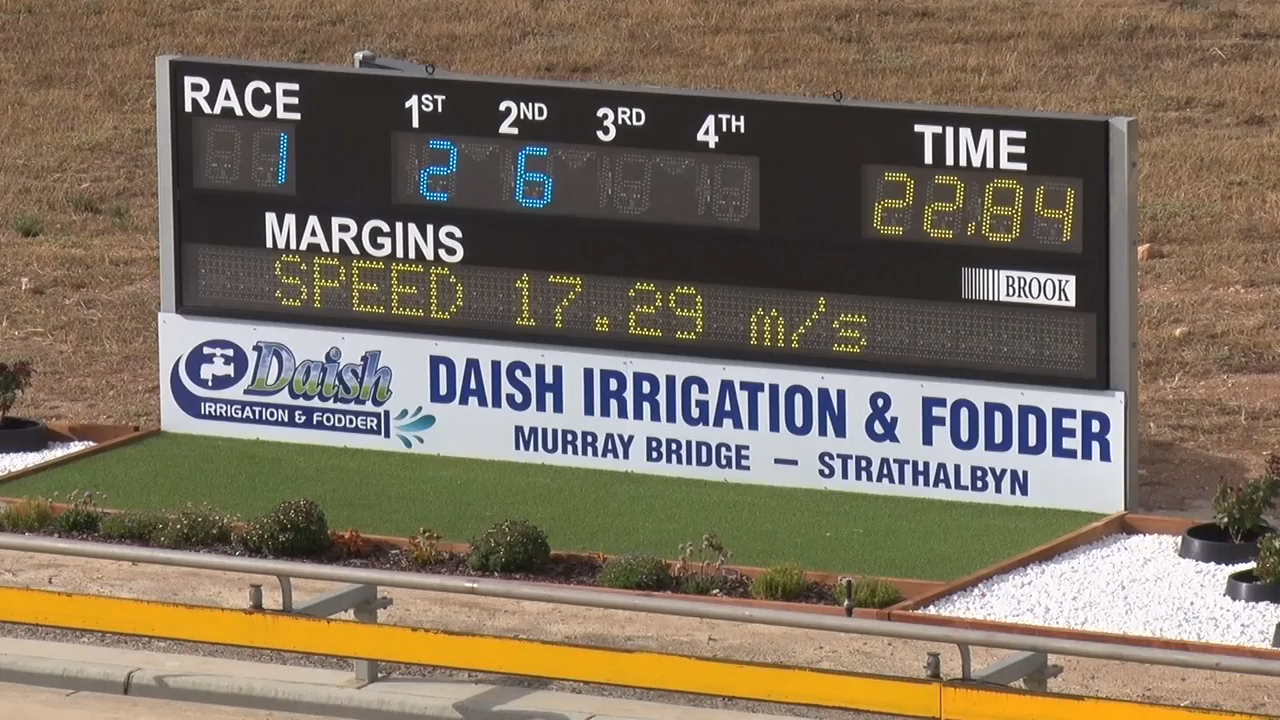 RACE 1ST 2ND 3RD 4TH TIME
1 2 6 22.84
MARGINS
SPEED 17.29 m/s
BROOK
Daish
IRRIGATION & FODDER
DAISH IRRIGATION & FODDER
MURRAY BRIDGE – STRATHALBYN